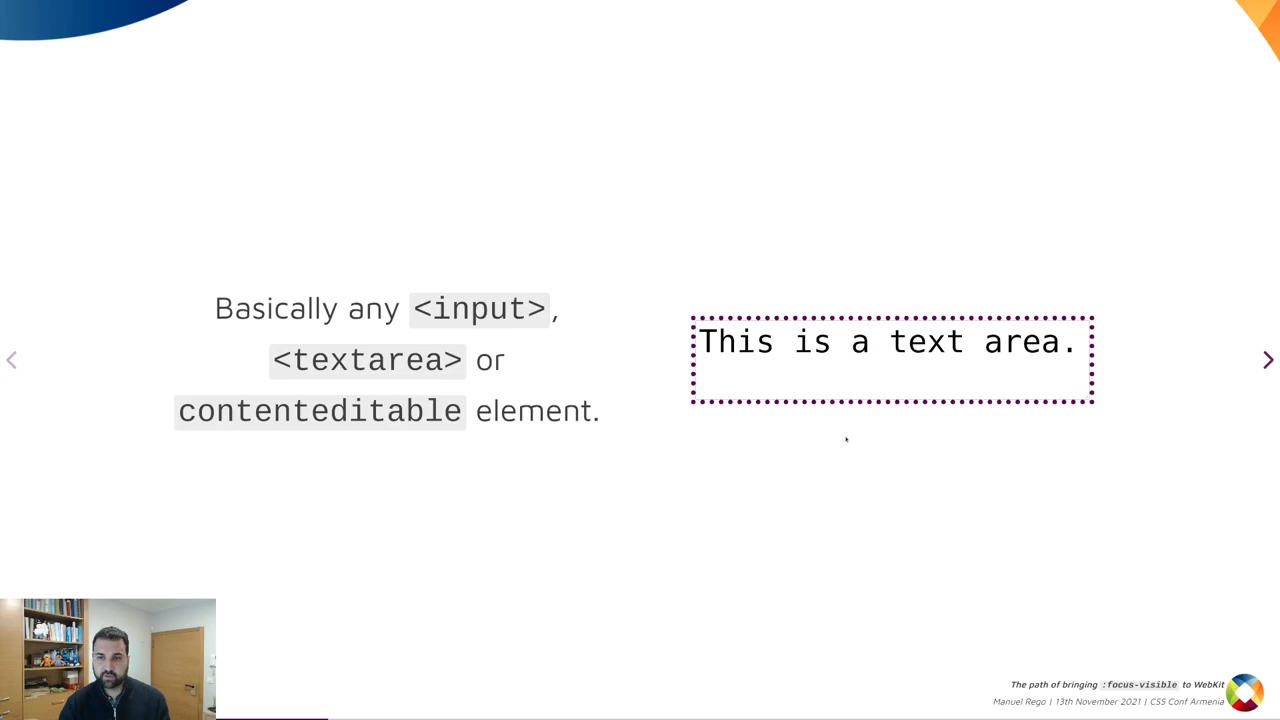 Basically any <input>,
<textarea> or
contenteditable element.
This is a text area.
The path of bringing :focus-visible to WebKit
Manuel Rego | 13th November 2021 | CSS Conf Armenia